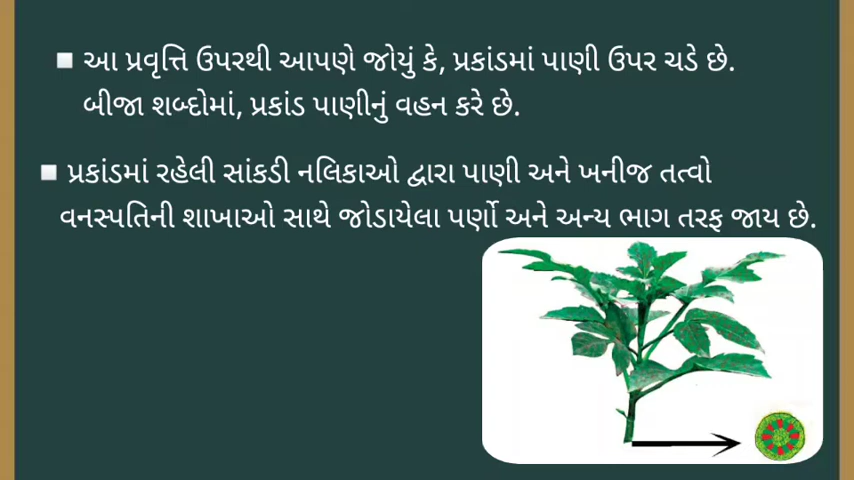 આ પ્રવૃત્તિ ઉપરથી આપણે જોયું કે, પ્રકાંડમાં પાણી ઉપર ચડે છે.
બીજા શબ્દોમાં, પ્રકાંડ પાણીનું વહન કરે છે.
પ્રકાંડમાં રહેલી સાંકડી નલિકાઓ દ્વારા પાણી અને ખનીજ તત્વો
વનસ્પતિની શાખાઓ સાથે જોડાયેલા પર્ણો અને અન્ય ભાગ તરફ જાય છે.